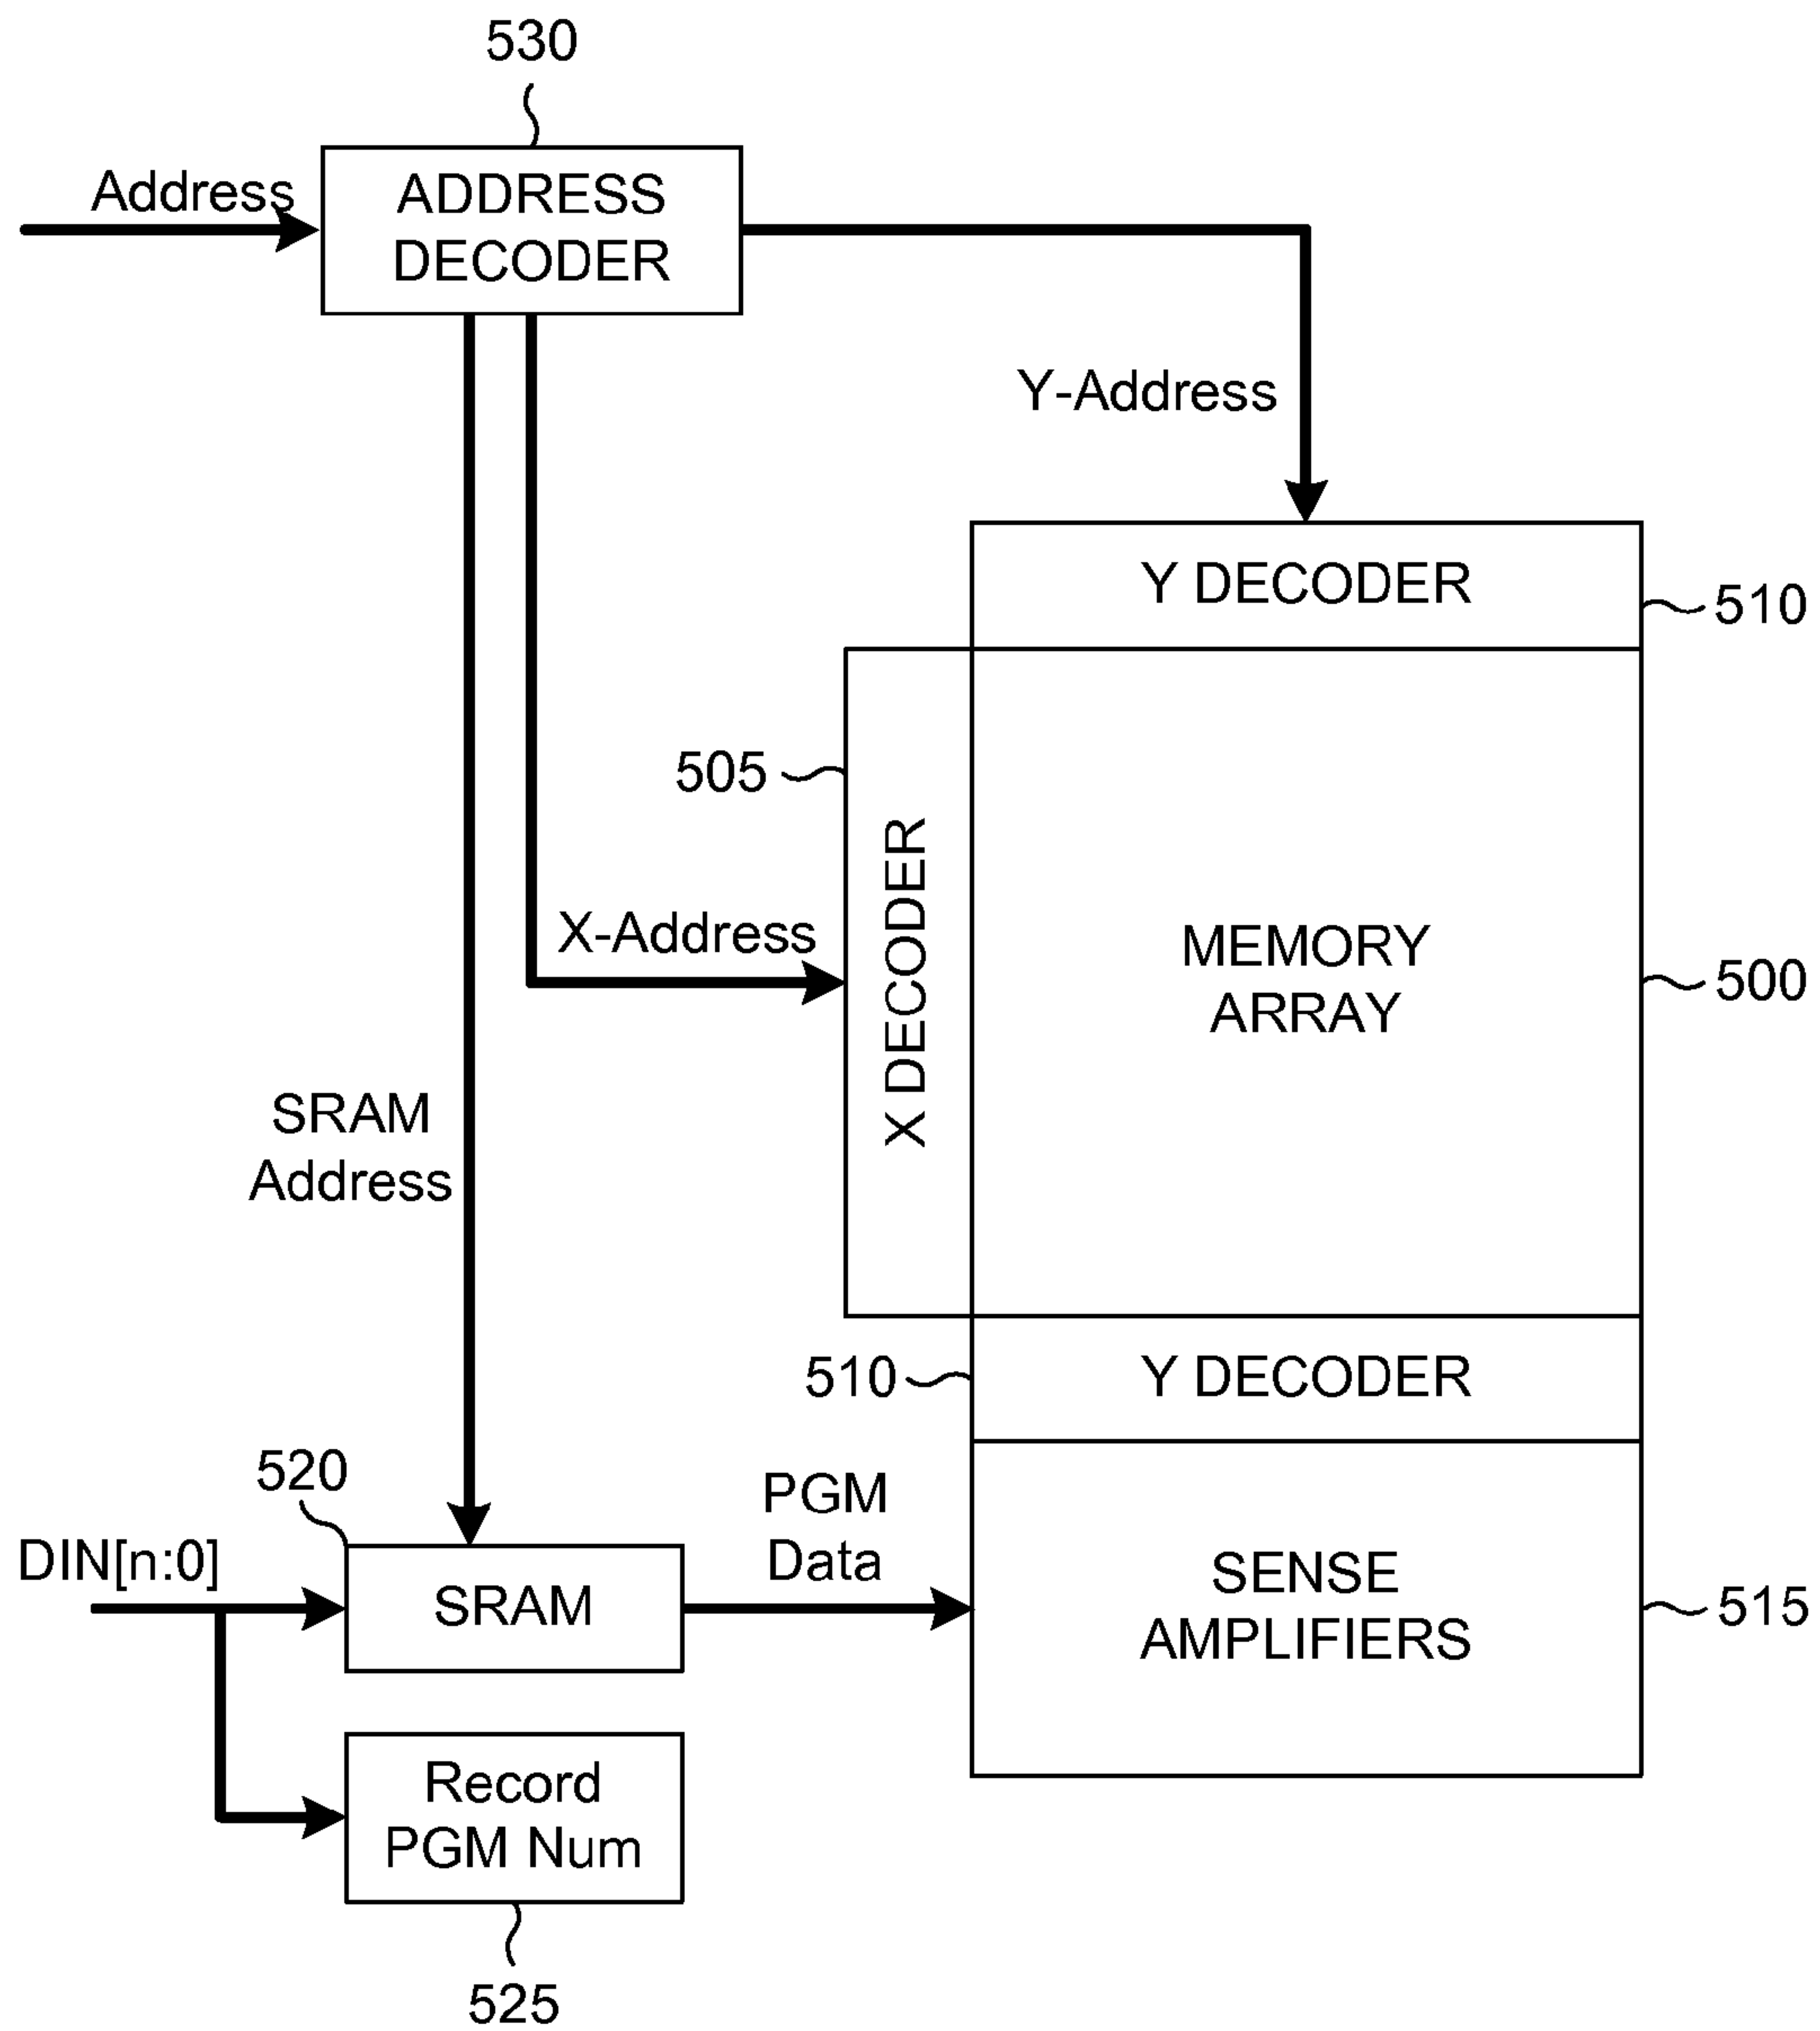 530
Address
ADDRESS
DECODER
Y-Address
Y DECODER
510
505
X DECODER
X-Address
MEMORY
ARRAY
500
SRAM
Address
510
Y DECODER
520
PGM
Data
DIN[n:0]
SRAM
SENSE
AMPLIFIERS
515
Record
PGM Num
525